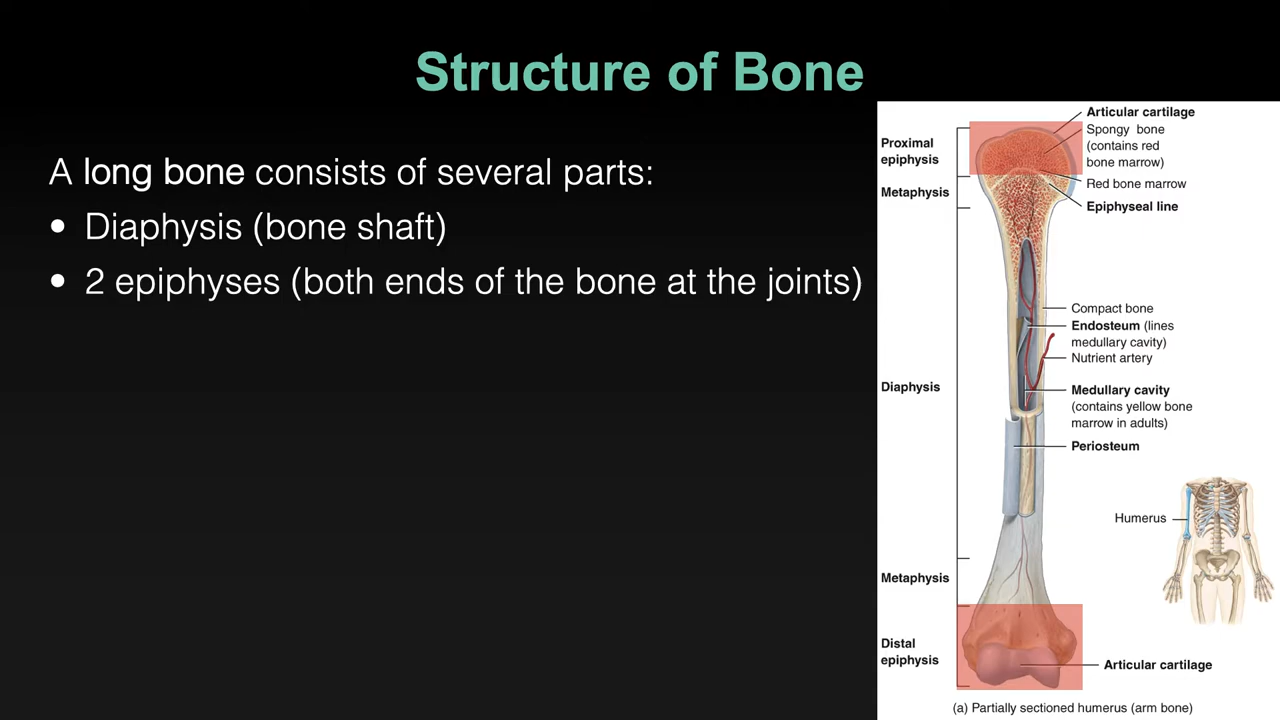 Structure of Bone
A long bone consists of several parts:
• Diaphysis (bone shaft)
• 2 epiphyses (both ends of the bone at the joints)
Proximal
epiphysis
Metaphysis
Diaphysis
Metaphysis
Distal
epiphysis
Articular cartilage
Spongy bone
(contains red
bone marrow)
Red bone marrow
Epiphyseal line
Compact bone
Endosteum (lines
medullary cavity)
Nutrient artery
Medullary cavity
(contains yellow bone
marrow in adults)
Periosteum
Humerus
Articular cartilage
(a) Partially sectioned humerus (arm bone)